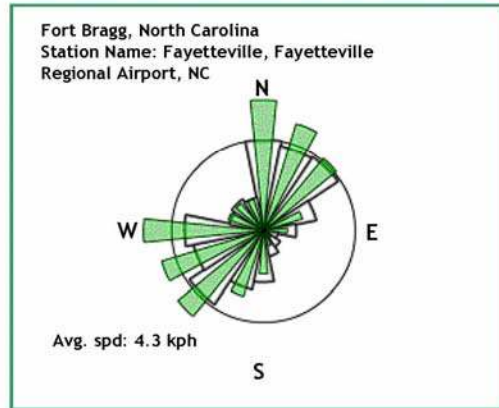 Fort Bragg, North Carolina
Station Name: Fayetteville, Fayetteville
Regional Airport, NC
N
W
E
Avg. spd: 4.3 kph
S